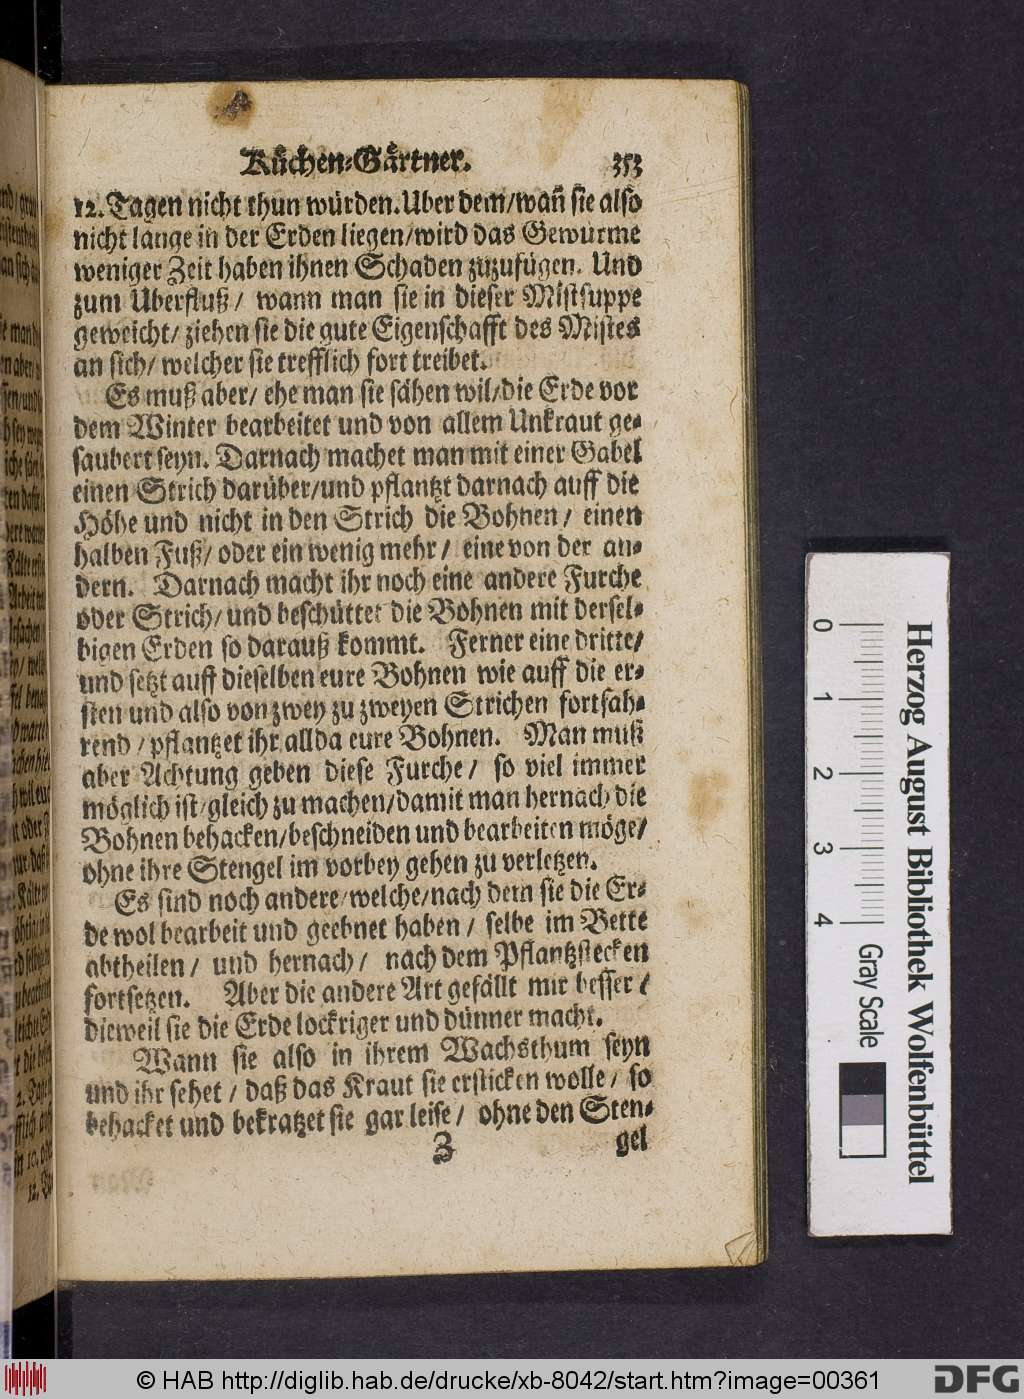 Küchen-Gärtner. 353
12. Tagen nicht thun würden. Uber dem/wañ sie also
nicht lange in der Erden liegen/wird das Gewürme
weniger Zeit haben ihnen Schaden zuzufügen. Und
zum Uberfluß/ wann man sie in dieser Mistsuppe
geweicht/ ziehen sie die gute Eigenschafft des Mistes
an sich/ welcher sie trefflich fort treibet.
Es muß aber/ ehe man sie sähen wil/die Erde vor
dem Winter bearbeitet und von allem Unkraut ge-
saubert seyn. Darnach machet man mit einer Gabel
einen Strich darüber/und pflantzt darnach auff die
Höhe und nicht in den Strich die Bohnen/ einen
halben Fuß/ oder ein wenig mehr/ eine von der an-
dern. Darnach macht ihr noch eine andere Furche
oder Strich/ und beschüttet die Bohnen mit dersel-
bigen Erden so darauß kommt. Ferner eine dritte/
und setzt auff dieselben eure Bohnen wie auff die er-
sten und also von zwey zu zweyen Strichen fortfah-
rend/ pflantzet ihr allda eure Bohnen. Man muß
aber Achtung geben diese Furche/ so viel immer
möglich ist/gleich zu machen/damit man hernach die
Bohnen behacken/beschneiden und bearbeiten möge/
ohne ihre Stengel im vorbey gehen zu verletzen.
Es sind noch andere/welche/nach dem sie die Er-
de wol bearbeit und geebnet haben/ selbe im Bette
abtheilen/ und hernach/ nach dem Pflantzstecken
fortsetzen. Aber die andere Art gefällt mir besser/
dieweil sie die Erde lockriger und dünner macht.
Wann sie also in ihrem Wachsthum seyn
und ihr sehet/ daß das Kraut sie ersticken wolle/ so
behacket und bekratzet sie gar leise/ ohne den Sten-
Z gel
0 1 2 3 4
Gray Scale
Herzog August Bibliothek Wolfenbüttel
© HAB http://diglib.hab.de/drucke/xb-8042/start.htm?image=00361
DFG